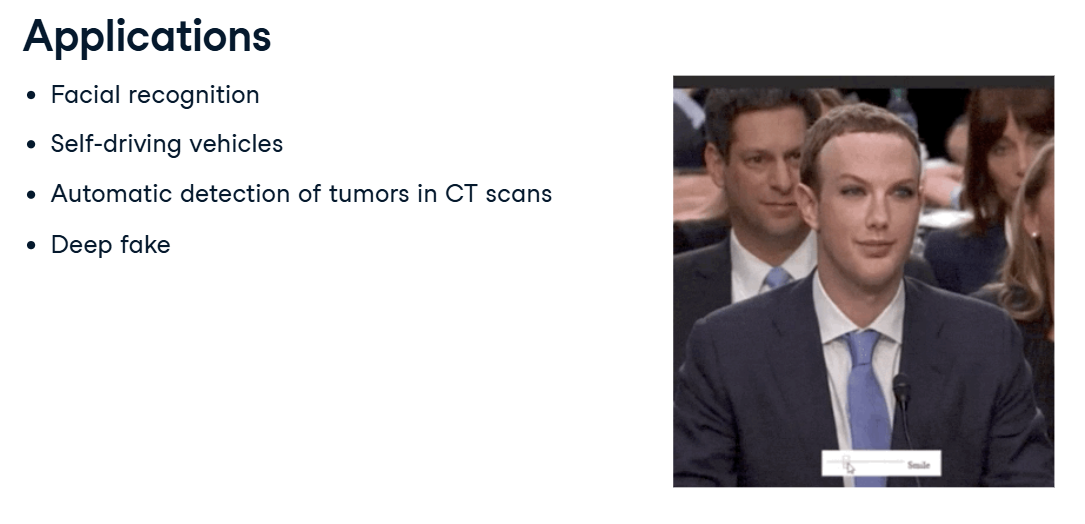 Applications
• Facial recognition
• Self-driving vehicles
• Automatic detection of tumors in CT scans
• Deep fake
Smile